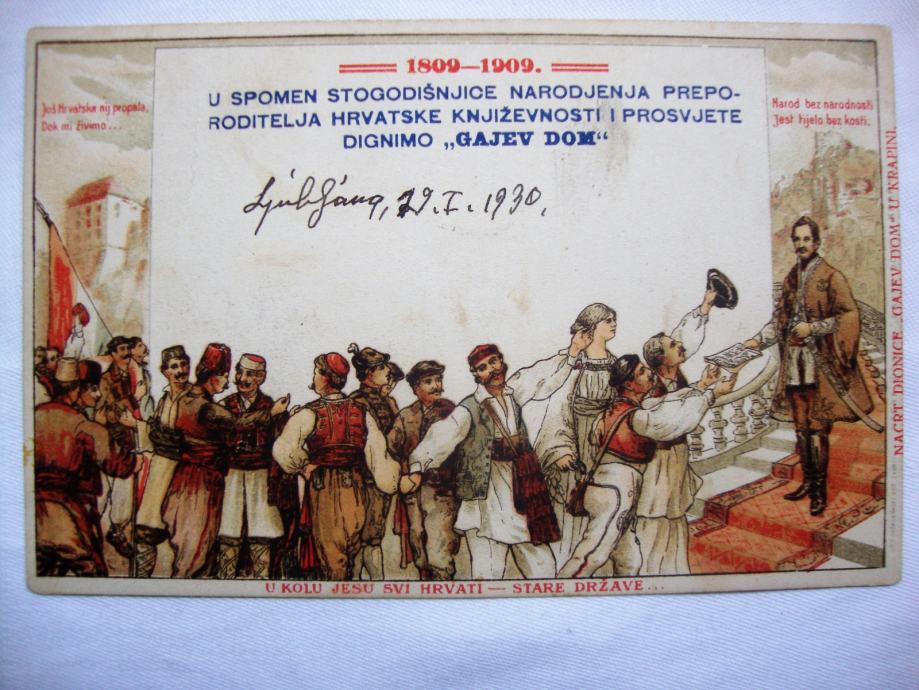 1809—1909.
U SPOMEN STOGODIŠNJICE NARODJENJA PREPO-
RODITELJA HRVATSKE KNJIŽEVNOSTI I PROSVJETE
DIGNIMO „GAJEV DOM“
Još Hrvatska nij propala,
Dok mi živimo...
Narod bez narodnosti
Jest tijelo bez kosti.
Ljubljana, 29.I.1930.
NACRT DIONICE „GAJEV DOM“ U KRAPINI.
U KOLU JESU SVI HRVATI — STARE DRŽAVE...